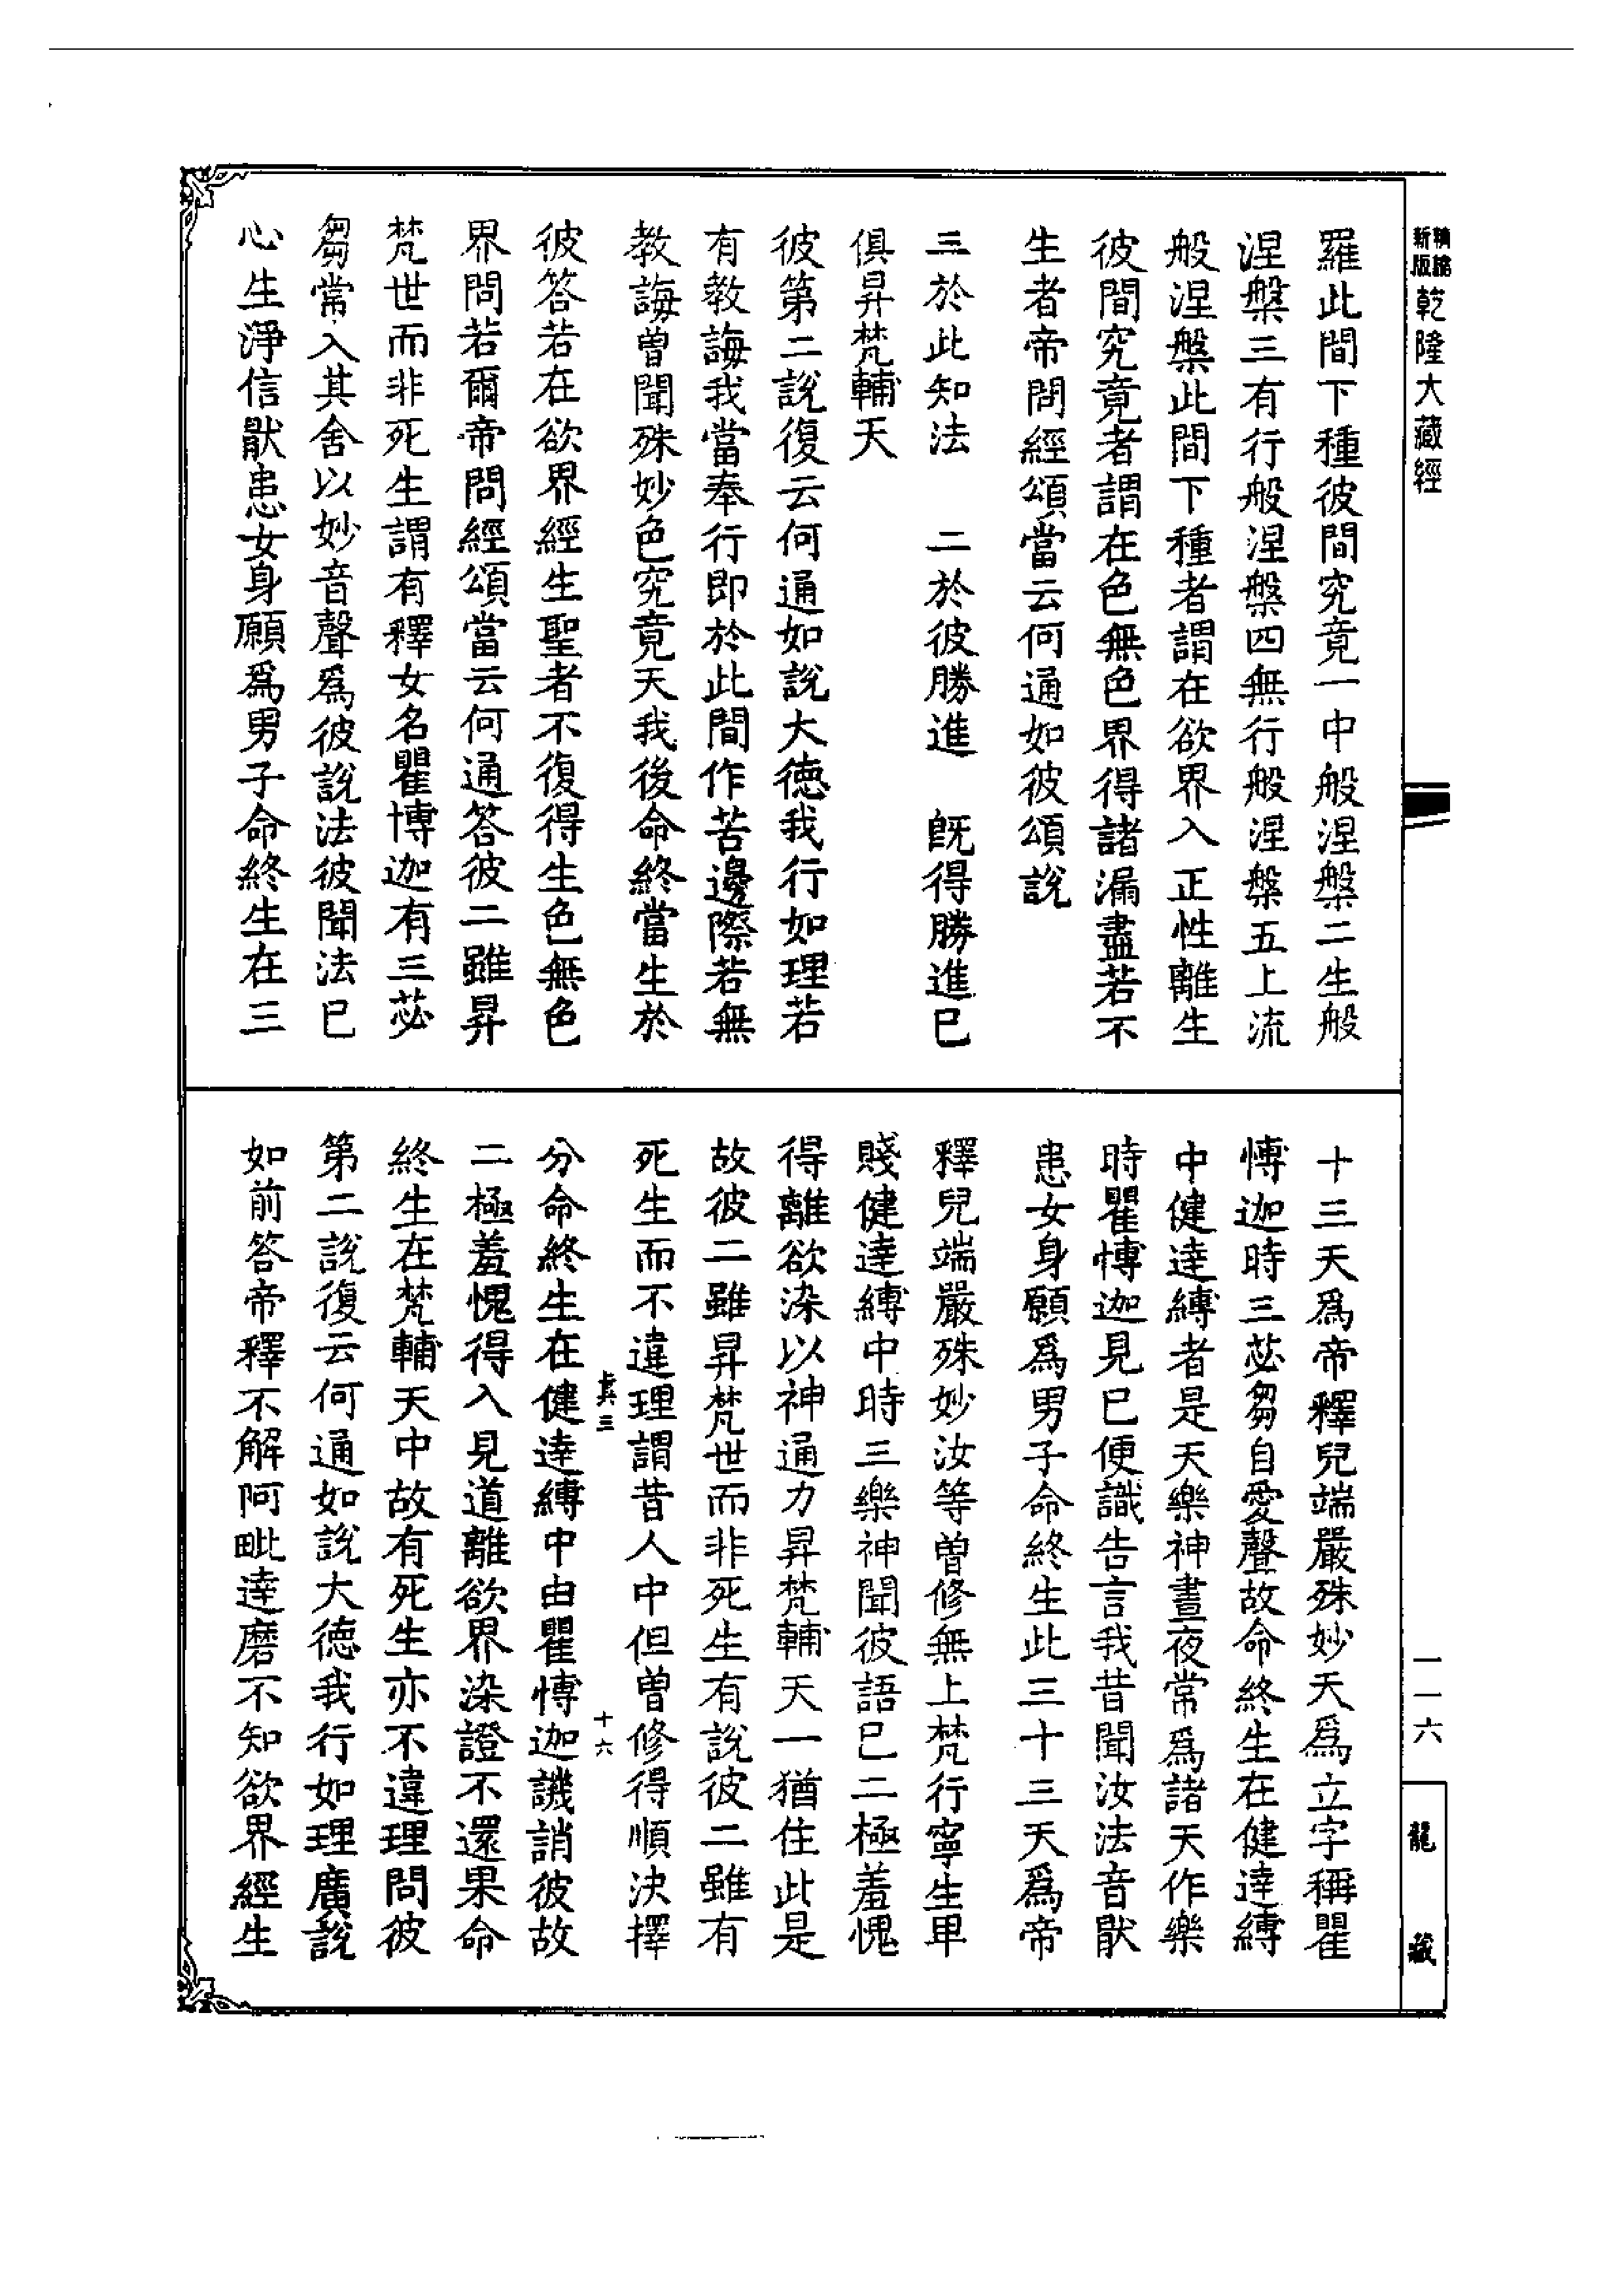 新版
精縮
乾隆大藏經
羅此間下種彼間究竟一中般涅槃二生般
涅槃三有行般涅槃四無行般涅槃五上流
般涅槃此間下種者謂在欲界入正性離生
彼間究竟者謂在色無色界得諸漏盡若不
生者帝問經頌當云何通如彼頌說
三於此知法 二於彼勝進 既得勝進已
俱昇梵輔天
彼第二說復云何通如說大德我行如理若
有教誨我當奉行即於此間作苦邊際若無
教誨曾聞殊妙色究竟天我後命終當生於
彼答若在欲界經生聖者不復得生色無色
界問若爾帝問經頌當云何通答彼二雖昇
梵世而非死生謂有釋女名瞿博迦有三苾
芻常入其舍以妙音聲為彼說法彼聞法已
心生淨信猒患女身願為男子命終生在三
十三天為帝釋兒端嚴殊妙天為立字稱瞿
愽迦時三苾芻自愛聲故命終生在健達縛
中健達縛者是天樂神晝夜常為諸天作樂
時瞿愽迦見已便識告言我昔聞汝法音猒
患女身願為男子命終生此三十三天為帝
釋兒端嚴殊妙汝等曾修無上梵行寧生卑
賤健達縛中時三樂神聞彼語已二極羞愧
得離欲染以神通力昇梵輔天一猶住此是
故彼二雖昇梵世而非死生有說彼二雖有
死生而不違理謂昔人中但曾修得順決擇
分命終生在健達縛中由瞿愽迦譏誚彼故
二極羞愧得入見道離欲界染證不還果命
終生在梵輔天中故有死生亦不違理問彼
第二說復云何通如說大德我行如理廣說
如前答帝釋不解阿毗達磨不知欲界經生
十六
一一六
龍藏